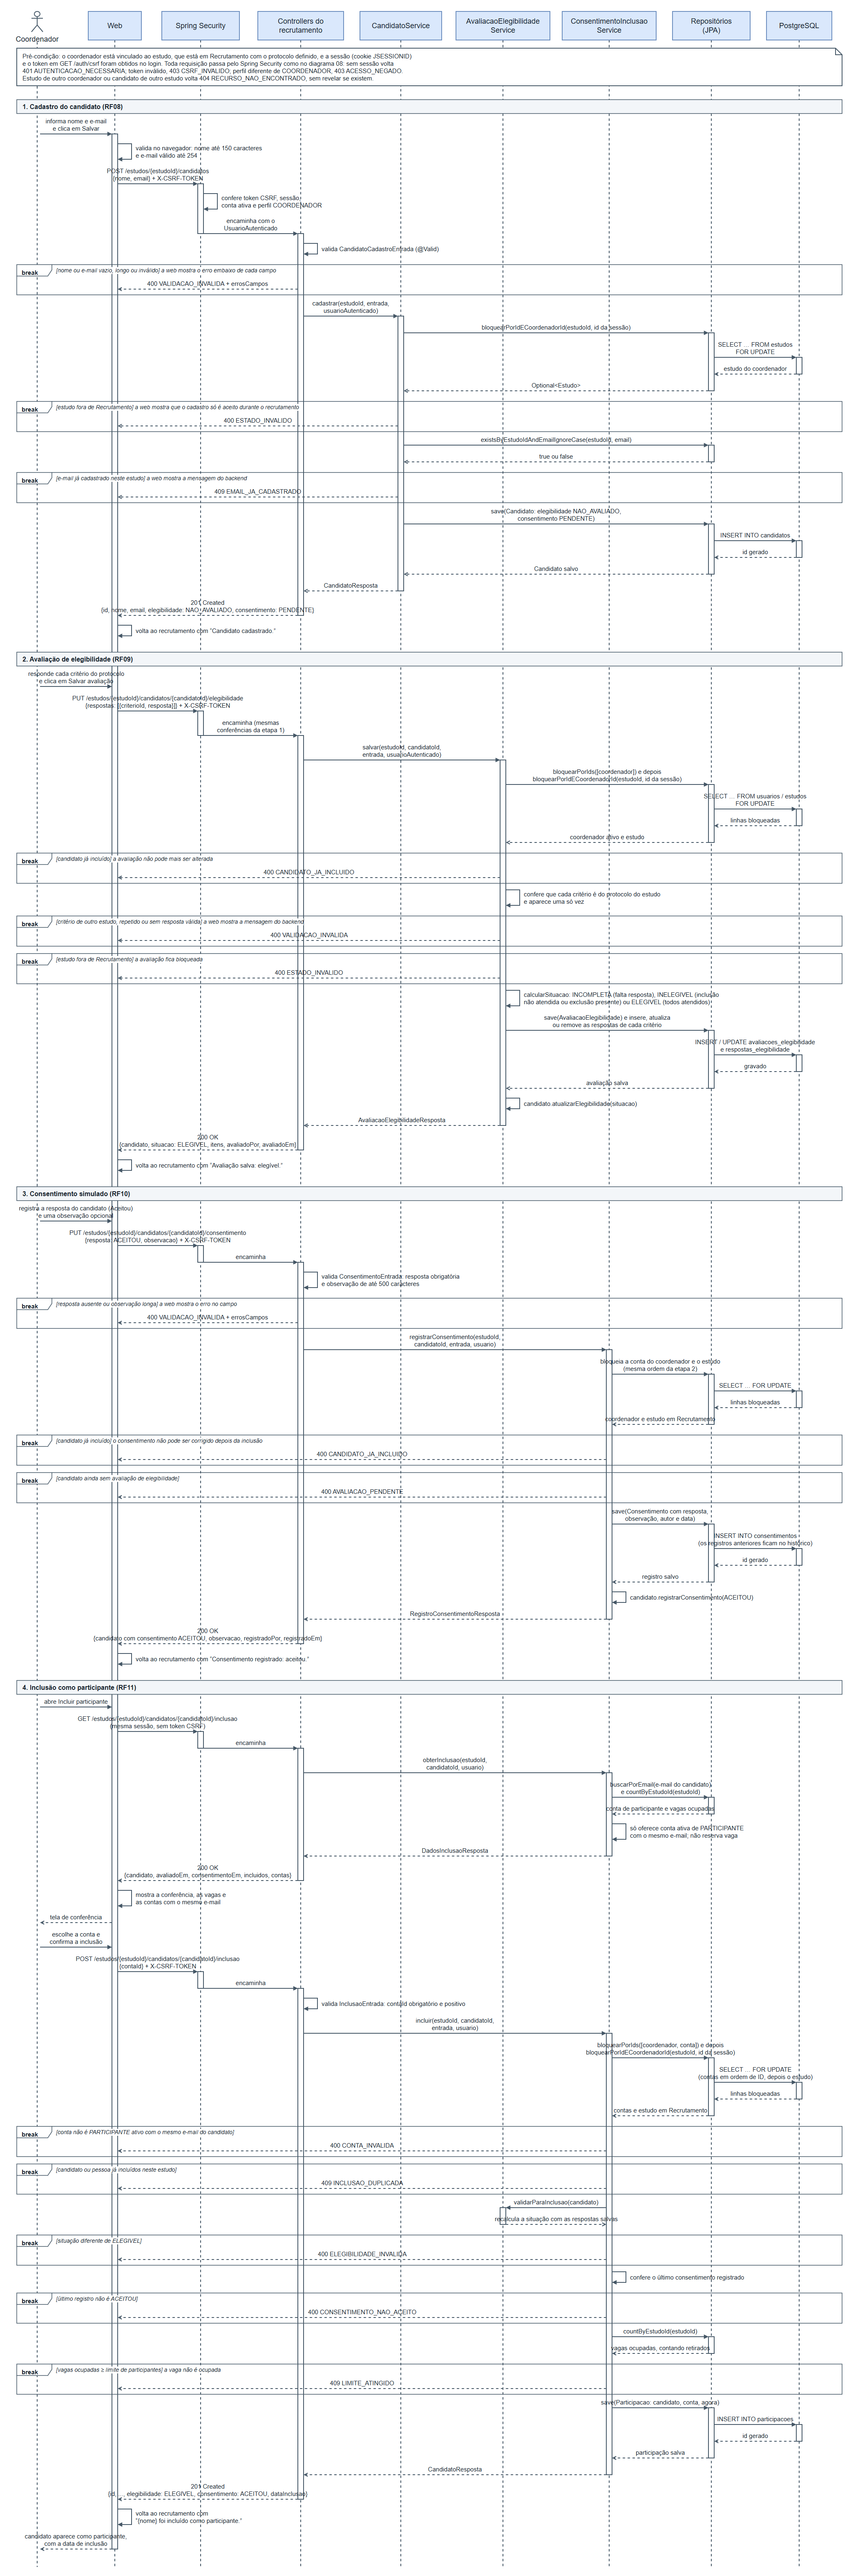 Coordenador
Web
Spring Security
Controllers do
recrutamento
CandidatoService
AvaliacaoElegibilidade
Service
ConsentimentoInclusao
Service
Repositórios
(JPA)
PostgreSQL
Pré-condição: o coordenador está vinculado ao estudo, que está em Recrutamento com o protocolo definido, e a sessão (cookie JSESSIONID)
e o token em GET /auth/csrf foram obtidos no login. Toda requisição passa pelo Spring Security como no diagrama 08: sem sessão volta
401 AUTENTICACAO_NECESSARIA, token inválido, 403 CSRF_INVALIDO, perfil diferente de COORDENADOR, 403 ACESSO_NEGADO.
Estudo de outro coordenador ou candidato de outro estudo volta 404 RECURSO_NAO_ENCONTRADO, sem revelar se existem.
1. Cadastro do candidato (RF08)
informa nome e e-mail
e clica em Salvar
valida no navegador: nome até 150 caracteres
e e-mail válido até 254
POST /estudos/{estudoId}/candidatos
{nome, email} + X-CSRF-TOKEN
confere token CSRF, sessão,
conta ativa e perfil COORDENADOR
encaminha com o
UsuarioAutenticado
valida CandidatoCadastroEntrada (@Valid)
break
[nome ou e-mail vazio, longo ou inválido] a web mostra o erro embaixo de cada campo
400 VALIDACAO_INVALIDA + errosCampos
cadastrar(estudoId, entrada,
usuarioAutenticado)
bloquearPorIdECoordenadorId(estudoId, id da sessão)
SELECT … FROM estudos
FOR UPDATE
estudo do coordenador
Optional<Estudo>
break
[estudo fora de Recrutamento] a web mostra que o cadastro só é aceito durante o recrutamento
400 ESTADO_INVALIDO
existsByEstudoIdAndEmailIgnoreCase(estudoId, email)
true ou false
break
[e-mail já cadastrado neste estudo] a web mostra a mensagem do backend
409 EMAIL_JA_CADASTRADO
save(Candidato: elegibilidade NAO_AVALIADO,
consentimento PENDENTE)
INSERT INTO candidatos
id gerado
Candidato salvo
CandidatoResposta
201 Created
{id, nome, email, elegibilidade: NAO_AVALIADO, consentimento: PENDENTE}
volta ao recrutamento com "Candidato cadastrado."
2. Avaliação de elegibilidade (RF09)
responde cada critério do protocolo
e clica em Salvar avaliação
PUT /estudos/{estudoId}/candidatos/{candidatoId}/elegibilidade
{respostas: [{criterioId, resposta}]} + X-CSRF-TOKEN
encaminha (mesmas
conferências da etapa 1)
salvar(estudoId, candidatoId,
entrada, usuarioAutenticado)
bloquearPorIds([coordenador]) e depois
bloquearPorIdECoordenadorId(estudoId, id da sessão)
SELECT … FROM usuarios / estudos
FOR UPDATE
linhas bloqueadas
coordenador ativo e estudo
break
[candidato já incluído] a avaliação não pode mais ser alterada
400 CANDIDATO_JA_INCLUIDO
confere que cada critério é do protocolo do estudo
e aparece uma só vez
break
[critério de outro estudo, repetido ou sem resposta válida] a web mostra a mensagem do backend
400 VALIDACAO_INVALIDA
break
[estudo fora de Recrutamento] a avaliação fica bloqueada
400 ESTADO_INVALIDO
calcularSituacao: INCOMPLETA (falta resposta), INELEGIVEL (inclusão
não atendida ou exclusão presente) ou ELEGIVEL (todos atendidos)
save(AvaliacaoElegibilidade) e insere, atualiza
ou remove as respostas de cada critério
INSERT / UPDATE avaliacoes_elegibilidade
e respostas_elegibilidade
gravado
avaliação salva
candidato.atualizarElegibilidade(situacao)
AvaliacaoElegibilidadeResposta
200 OK
{candidato, situacao: ELEGIVEL, itens, avaliadoPor, avaliadoEm}
volta ao recrutamento com "Avaliação salva: elegível."
3. Consentimento simulado (RF10)
registra a resposta do candidato (Aceitou)
e uma observação opcional
PUT /estudos/{estudoId}/candidatos/{candidatoId}/consentimento
{resposta: ACEITOU, observacao} + X-CSRF-TOKEN
encaminha
valida ConsentimentoEntrada: resposta obrigatória
e observação de até 500 caracteres
break
[resposta ausente ou observação longa] a web mostra o erro no campo
400 VALIDACAO_INVALIDA + errosCampos
registrarConsentimento(estudoId,
candidatoId, entrada, usuario)
bloqueia a conta do coordenador e o estudo
(mesma ordem da etapa 2)
SELECT … FOR UPDATE
linhas bloqueadas
coordenador e estudo em Recrutamento
break
[candidato já incluído] o consentimento não pode ser corrigido depois da inclusão
400 CANDIDATO_JA_INCLUIDO
break
[candidato ainda sem avaliação de elegibilidade]
400 AVALIACAO_PENDENTE
save(Consentimento com resposta,
observação, autor e data)
INSERT INTO consentimentos
(os registros anteriores ficam no histórico)
id gerado
registro salvo
candidato.registrarConsentimento(ACEITOU)
RegistroConsentimentoResposta
200 OK
{candidato com consentimento ACEITOU, observacao, registradoPor, registradoEm}
volta ao recrutamento com "Consentimento registrado: aceitou."
4. Inclusão como participante (RF11)
abre Incluir participante
GET /estudos/{estudoId}/candidatos/{candidatoId}/inclusao
(mesma sessão, sem token CSRF)
encaminha
obterInclusao(estudoId,
candidatoId, usuario)
buscarPorEmail(e-mail do candidato)
e countByEstudoId(estudoId)
conta de participante e vagas ocupadas
só oferece conta ativa de PARTICIPANTE
com o mesmo e-mail; não reserva vaga
DadosInclusaoResposta
200 OK
{candidato, avaliadoEm, consentimentoEm, incluidos, contas}
mostra a conferência, as vagas e
as contas com o mesmo e-mail
tela de conferência
escolhe a conta e
confirma a inclusão
POST /estudos/{estudoId}/candidatos/{candidatoId}/inclusao
{contaId} + X-CSRF-TOKEN
encaminha
valida InclusaoEntrada: contaId obrigatório e positivo
incluir(estudoId, candidatoId,
entrada, usuario)
bloquearPorIds([coordenador, conta]) e depois
bloquearPorIdECoordenadorId(estudoId, id da sessão)
SELECT … FOR UPDATE
(contas em ordem de ID, depois o estudo)
linhas bloqueadas
contas e estudo em Recrutamento
break
[conta não é PARTICIPANTE ativo com o mesmo e-mail do candidato]
400 CONTA_INVALIDA
break
[candidato ou pessoa já incluídos neste estudo]
409 INCLUSAO_DUPLICADA
validarParaInclusao(candidato)
recalcula a situação com as respostas salvas
break
[situação diferente de ELEGIVEL]
400 ELEGIBILIDADE_INVALIDA
confere o último consentimento registrado
break
[último registro não é ACEITOU]
400 CONSENTIMENTO_NAO_ACEITO
countByEstudoId(estudoId)
vagas ocupadas, contando retirados
break
[vagas ocupadas ≥ limite de participantes] a vaga não é ocupada
409 LIMITE_ATINGIDO
save(Participacao: candidato, conta, agora)
INSERT INTO participacoes
id gerado
participação salva
CandidatoResposta
201 Created
{id, …, elegibilidade: ELEGIVEL, consentimento: ACEITOU, dataInclusao}
volta ao recrutamento com
"{nome} foi incluído como participante."
candidato aparece como participante,
com a data de inclusão